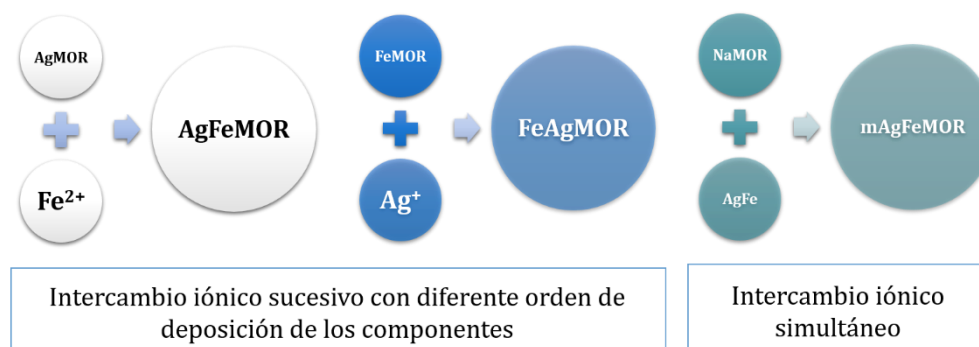 AgMOR
Fe²⁺
AgFeMOR
FeMOR
Ag⁺
FeAgMOR
NaMOR
AgFe
mAgFeMOR
Intercambio iónico sucesivo con diferente orden de
deposición de los componentes
Intercambio iónico
simultáneo